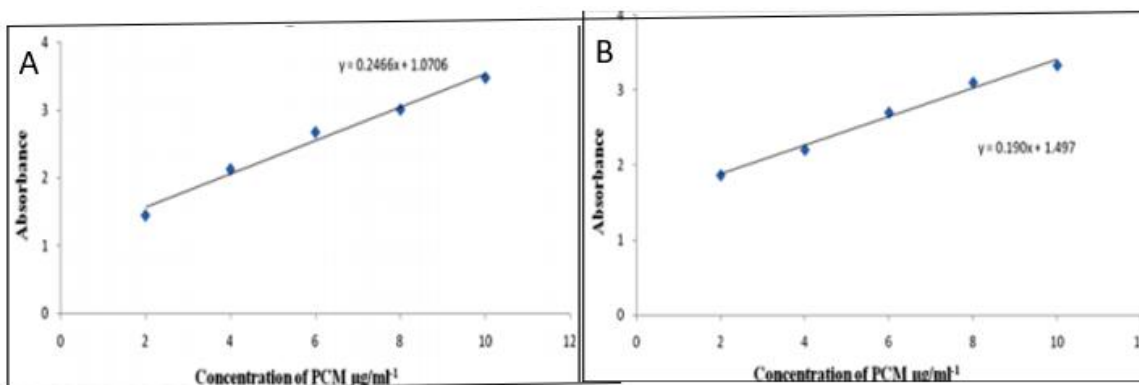 A
4
3
2
1
0
Absorbance
y = 0.2466x + 1.0706
0 2 4 6 8 10 12
Concentration of PCM µg/ml-1
B
4
3
2
1
0
Absorbance
y = 0.190x + 1.497
0 2 4 6 8 10
Concentration of PCM µg/ml-1